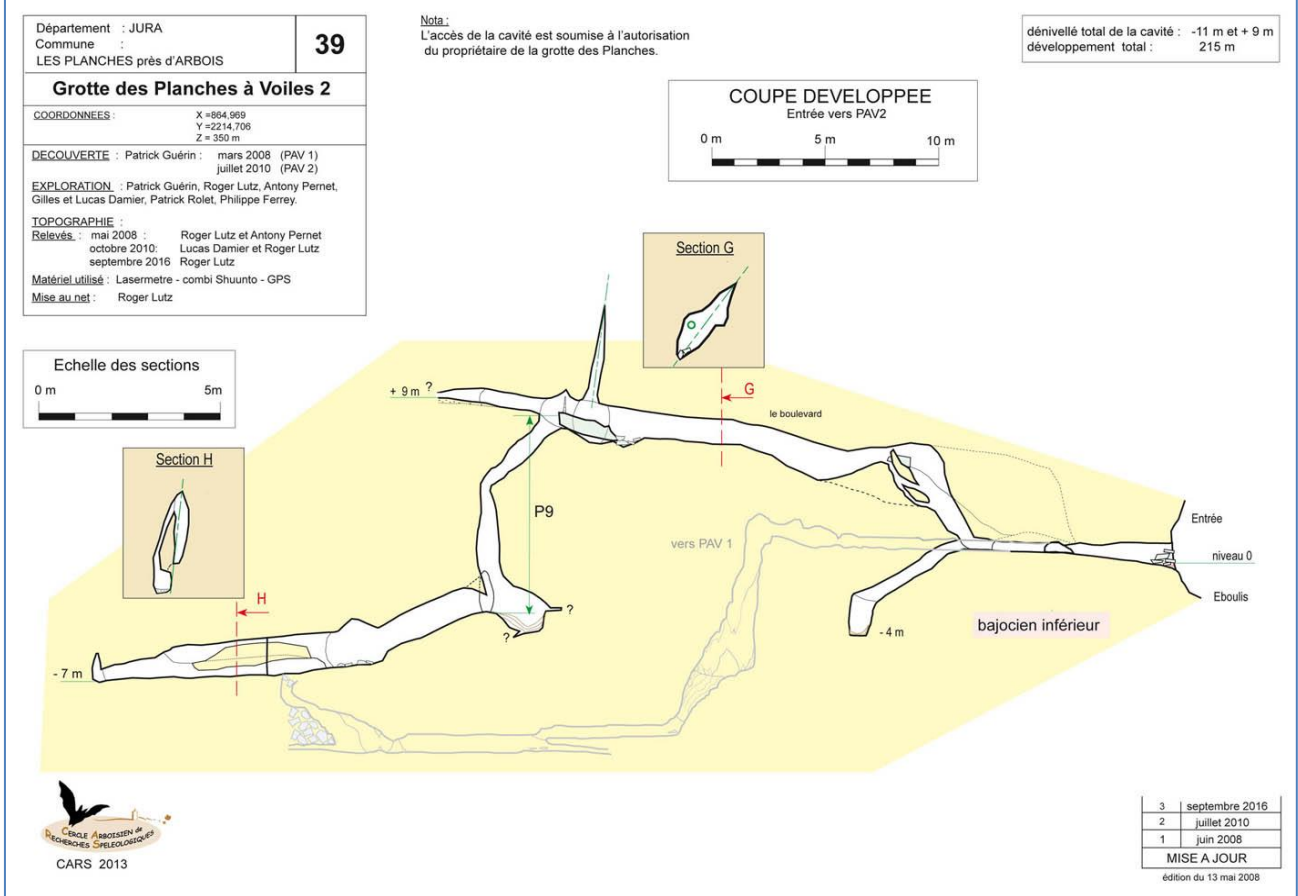 Département : JURA
Commune :
LES PLANCHES près d'ARBOIS
39
Grotte des Planches à Voiles 2
COORDONNEES :
X =864,969
Y =2214,706
Z = 350 m
DECOUVERTE : Patrick Guérin : mars 2008 (PAV 1)
juillet 2010 (PAV 2)
EXPLORATION : Patrick Guérin, Roger Lutz, Antony Pernet,
Gilles et Lucas Damier, Patrick Rolet, Philippe Ferrey.
TOPOGRAPHIE :
Relevés : mai 2008 : Roger Lutz et Antony Pernet
octobre 2010: Lucas Damier et Roger Lutz
septembre 2016 Roger Lutz
Matériel utilisé : Lasermetre - combi Shuunto - GPS
Mise au net : Roger Lutz
Nota :
L'accès de la cavité est soumise à l'autorisation
du propriétaire de la grotte des Planches.
dénivellé total de la cavité : -11 m et + 9 m
développement total : 215 m
COUPE DEVELOPPEE
Entrée vers PAV2
0 m 5 m 10 m
Echelle des sections
0 m 5m
Section G
Section H
+ 9 m ?
G
le boulevard
P9
vers PAV 1
Entrée
niveau 0
Eboulis
H
?
?
- 4 m
bajocien inférieur
- 7 m
CERCLE ARBOISIEN de
RECHERCHES SPELEOLOGIQUES
CARS 2013
3 septembre 2016
2 juillet 2010
1 juin 2008
MISE A JOUR
édition du 13 mai 2008